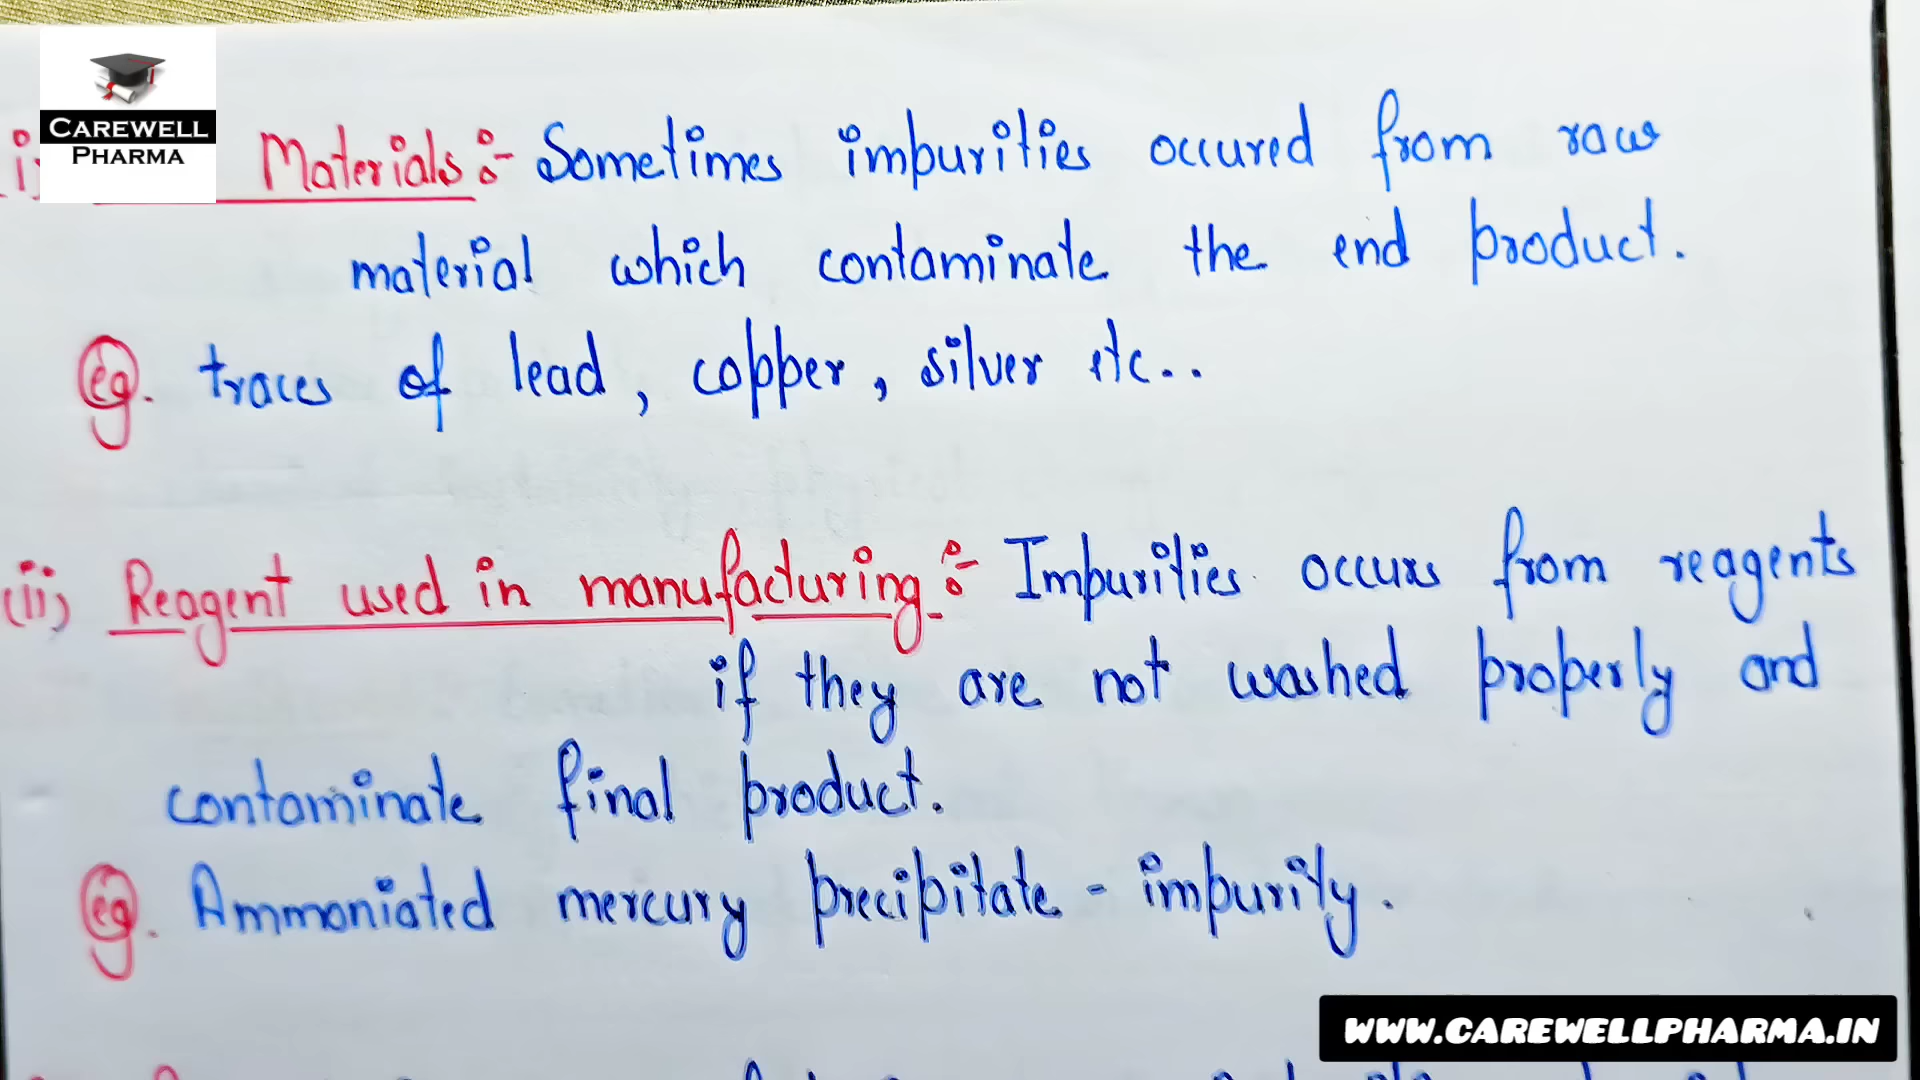 CAREWELL
PHARMA
(i) Materials :- Sometimes impurities occured from raw
material which contaminate the end product.
eg. traces of lead, copper, silver etc..
(ii) Reagent used in manufacturing :- Impurities occurs from reagents
if they are not washed properly and
contaminate final product.
eg. Ammoniated mercury precipitate - impurity.
WWW.CAREWELLPHARMA.IN